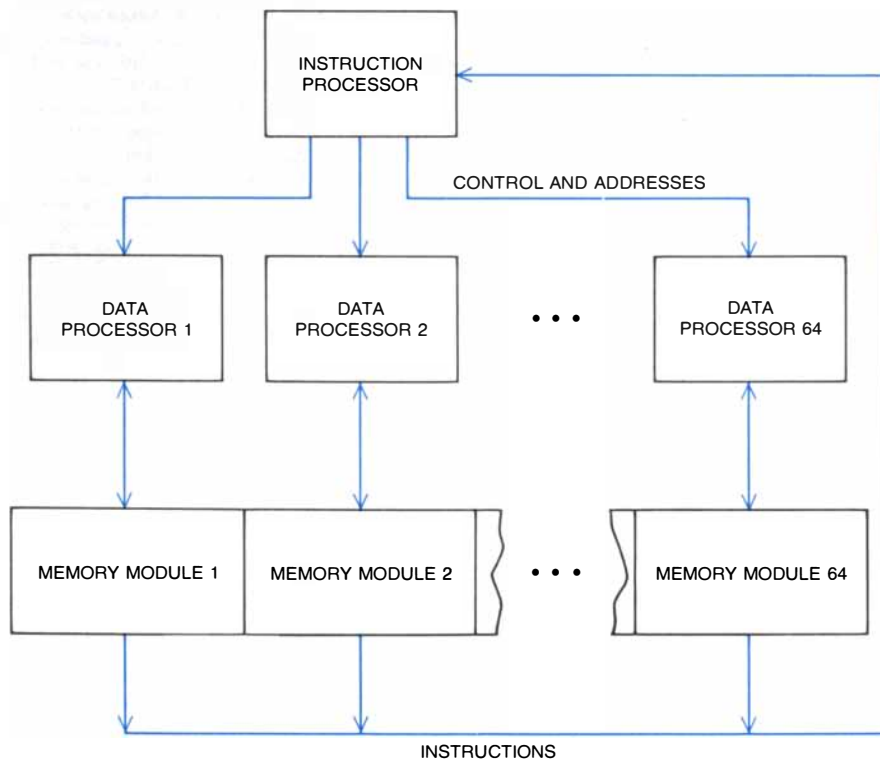 INSTRUCTION
PROCESSOR
CONTROL AND ADDRESSES
DATA
PROCESSOR 1
DATA
PROCESSOR 2
DATA
PROCESSOR 64
MEMORY MODULE 1
MEMORY MODULE 2
MEMORY MODULE 64
INSTRUCTIONS